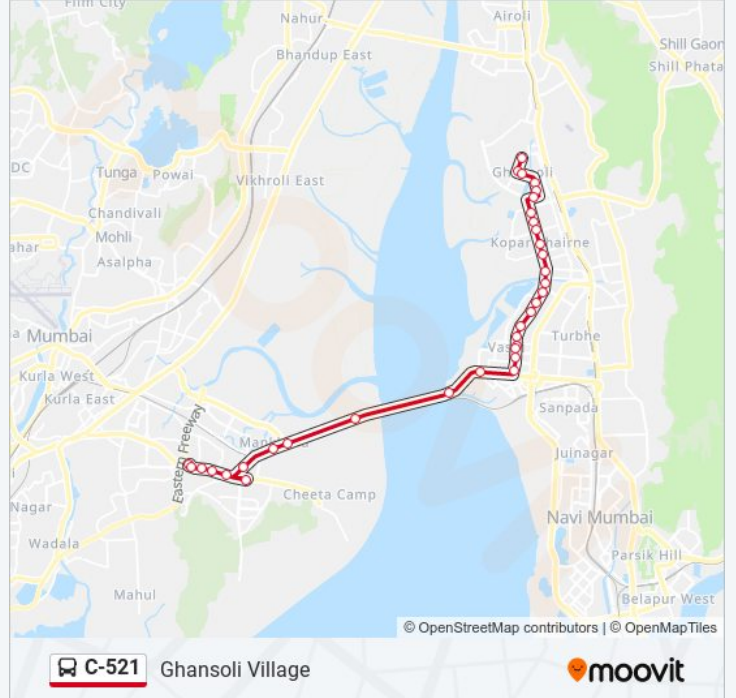 Film City
Nahur
Airoli
Bhandup East
Shill Gaon
Shill Phata
DC
Tunga
Powai
Vikhroli East
Chandivali
Mohli
Asalpha
ahar
Koparkhairne
a
Mumbai
Turbhe
Kurla West
Kurla East
Sanpada
Eastern Freeway
Juinagar
Cheeta Camp
Nagar
Navi Mumbai
Wadala
Parsik Hill
Mahul
Belapur West
© OpenStreetMap contributors | © OpenMapTiles
C-521
Ghansoli Village
moovit